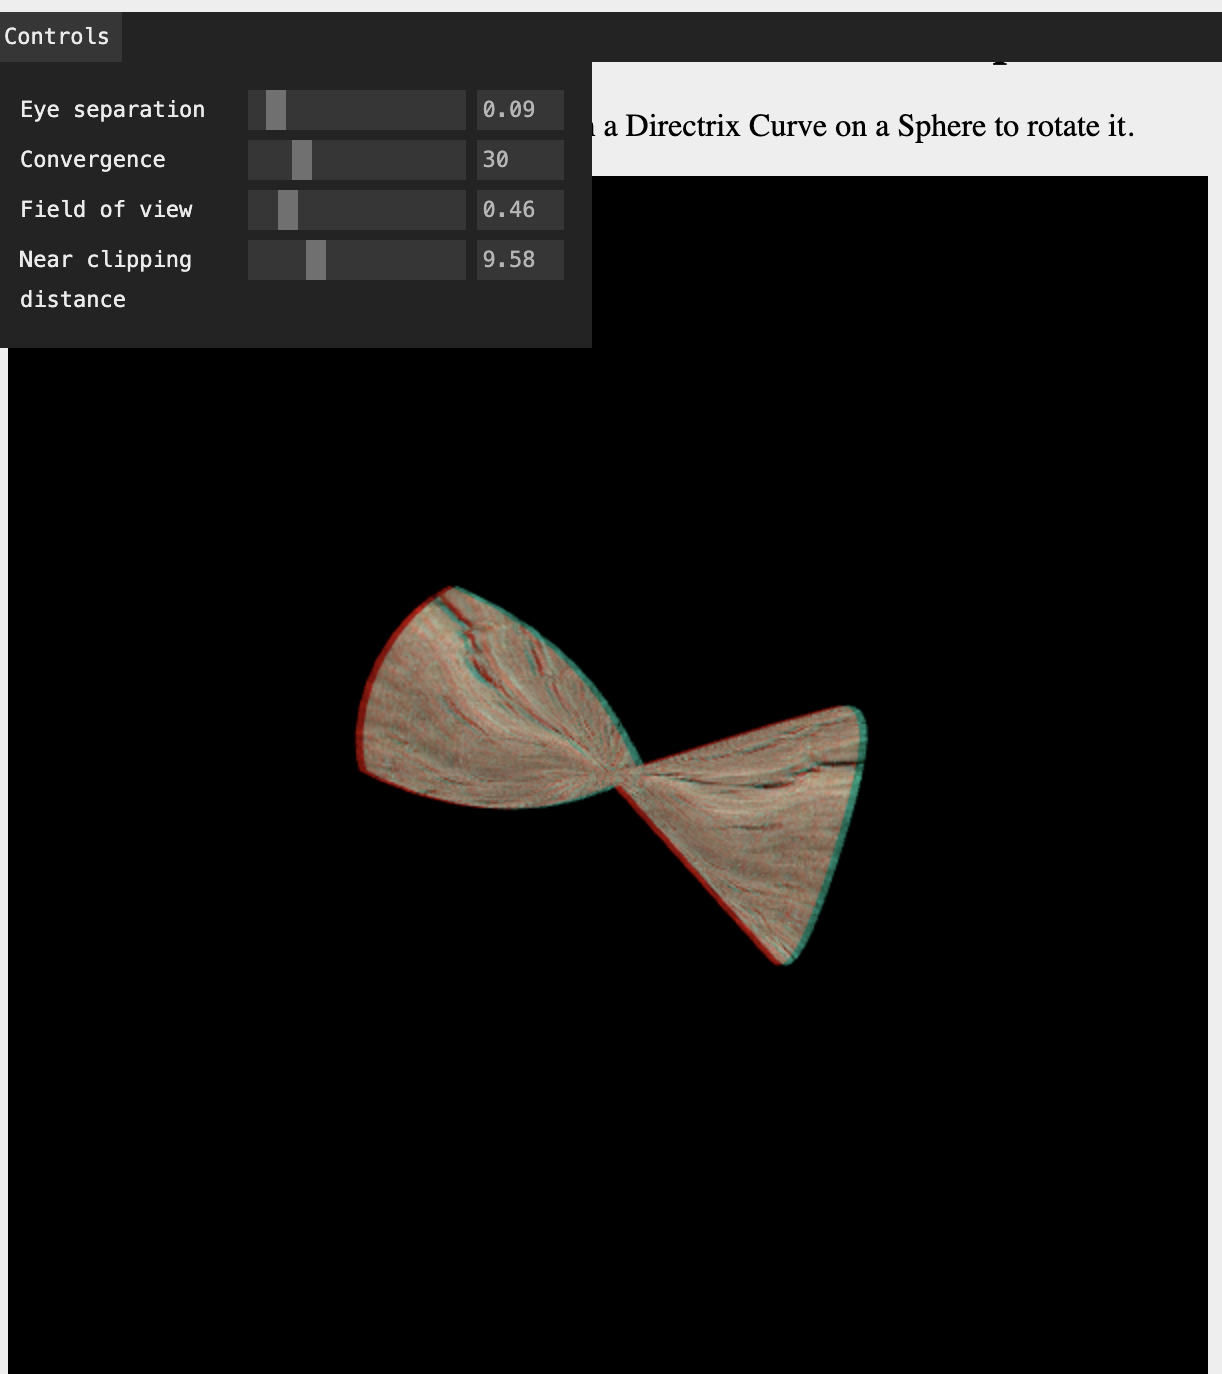 Controls
Eye separation 0.09
a Directrix Curve on a Sphere to rotate it.
Convergence 30
Field of view 0.46
Near clipping distance 9.58